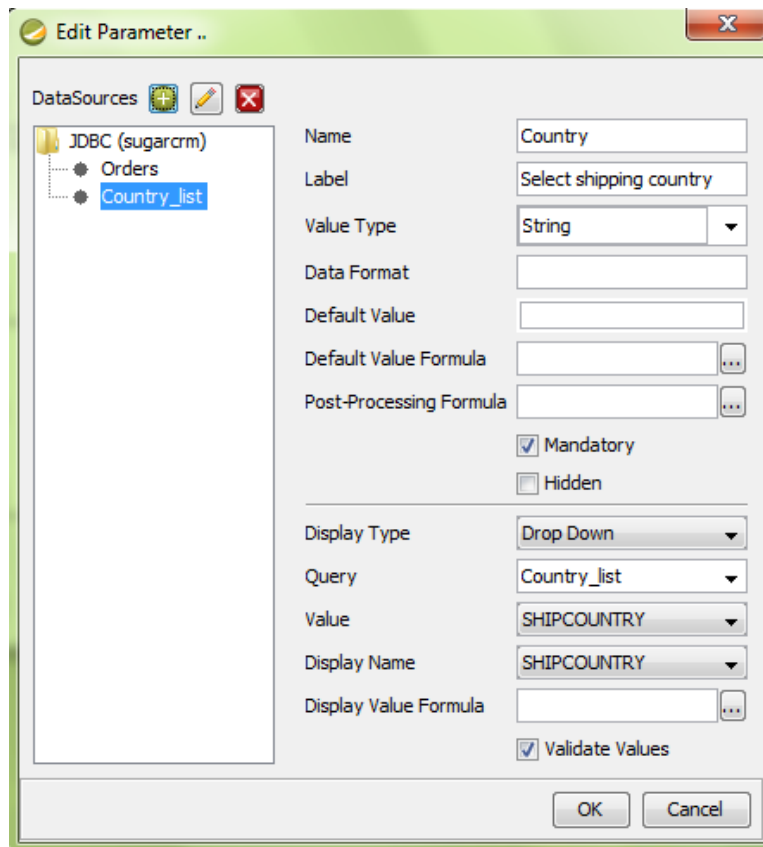 Edit Parameter ..
DataSources
JDBC (sugarcrm)
Orders
Country_list
Name Country
Label Select shipping country
Value Type String
Data Format
Default Value
Default Value Formula ...
Post-Processing Formula ...
Mandatory
Hidden
Display Type Drop Down
Query Country_list
Value SHIPCOUNTRY
Display Name SHIPCOUNTRY
Display Value Formula ...
Validate Values
OK Cancel